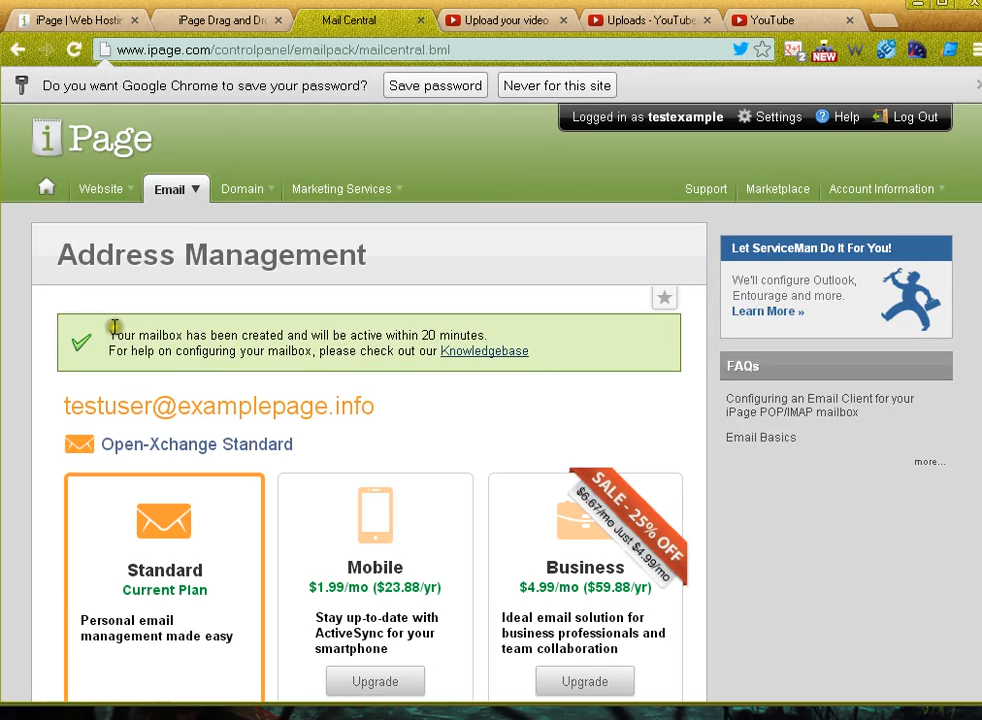 iPage | Web Hostin
iPage Drag and Dr
Mail Central
Upload your video
Uploads - YouTube
YouTube
www.ipage.com/controlpanel/emailpack/mailcentral.bml
2
NEW
W
Do you want Google Chrome to save your password?
Save password
Never for this site
Logged in as testexample
Settings
Help
Log Out
iPage
Website
Email
Domain
Marketing Services
Support
Marketplace
Account Information
Address Management
Your mailbox has been created and will be active within 20 minutes.
For help on configuring your mailbox, please check out our Knowledgebase
testuser@examplepage.info
Open-Xchange Standard
Standard
Current Plan
Personal email
management made easy
Mobile
$1.99/mo ($23.88/yr)
Stay up-to-date with
ActiveSync for your
smartphone
Upgrade
SALE - 25% OFF
$6.67/mo Just $4.99/mo
Business
$4.99/mo ($59.88/yr)
Ideal email solution for
business professionals and
team collaboration
Upgrade
Let ServiceMan Do It For You!
We'll configure Outlook,
Entourage and more.
Learn More »
FAQs
Configuring an Email Client for your
iPage POP/IMAP mailbox
Email Basics
more...